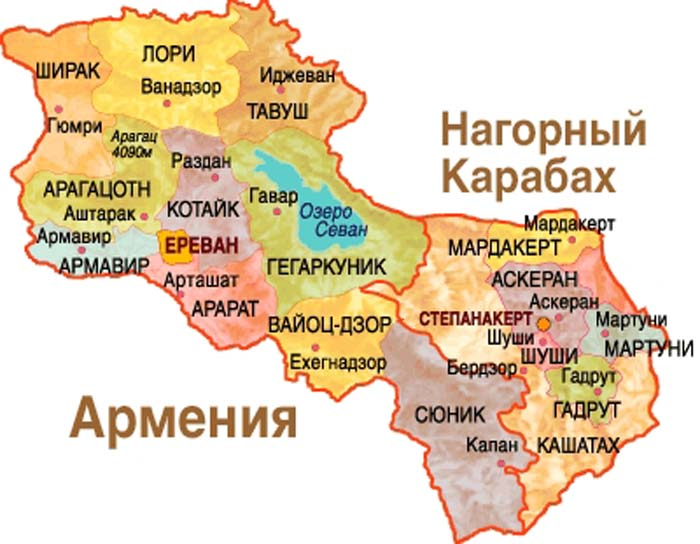 ЛОРИ
ШИРАК
Ванадзор
Иджеван
ТАВУШ
Гюмри
Арагац
4090м
Раздан
Нагорный
Карабах
АРАГАЦОТН
Аштарак
КОТАЙК
Гавар
Озеро
Севан
Армавир
АРМАВИР
ЕРЕВАН
ГЕГАРКУНИК
Арташат
АРАРАТ
Мардакерт
МАРДАКЕРТ
АСКЕРАН
Аскеран
СТЕПАНАКЕРТ
Мартуни
МАРТУНИ
Шуши
ШУШИ
ВАЙОЦ-ДЗОР
Ехегнадзор
Бердзор
Гадрут
ГАДРУТ
Армения
СЮНИК
Капан
КАШАТАХ